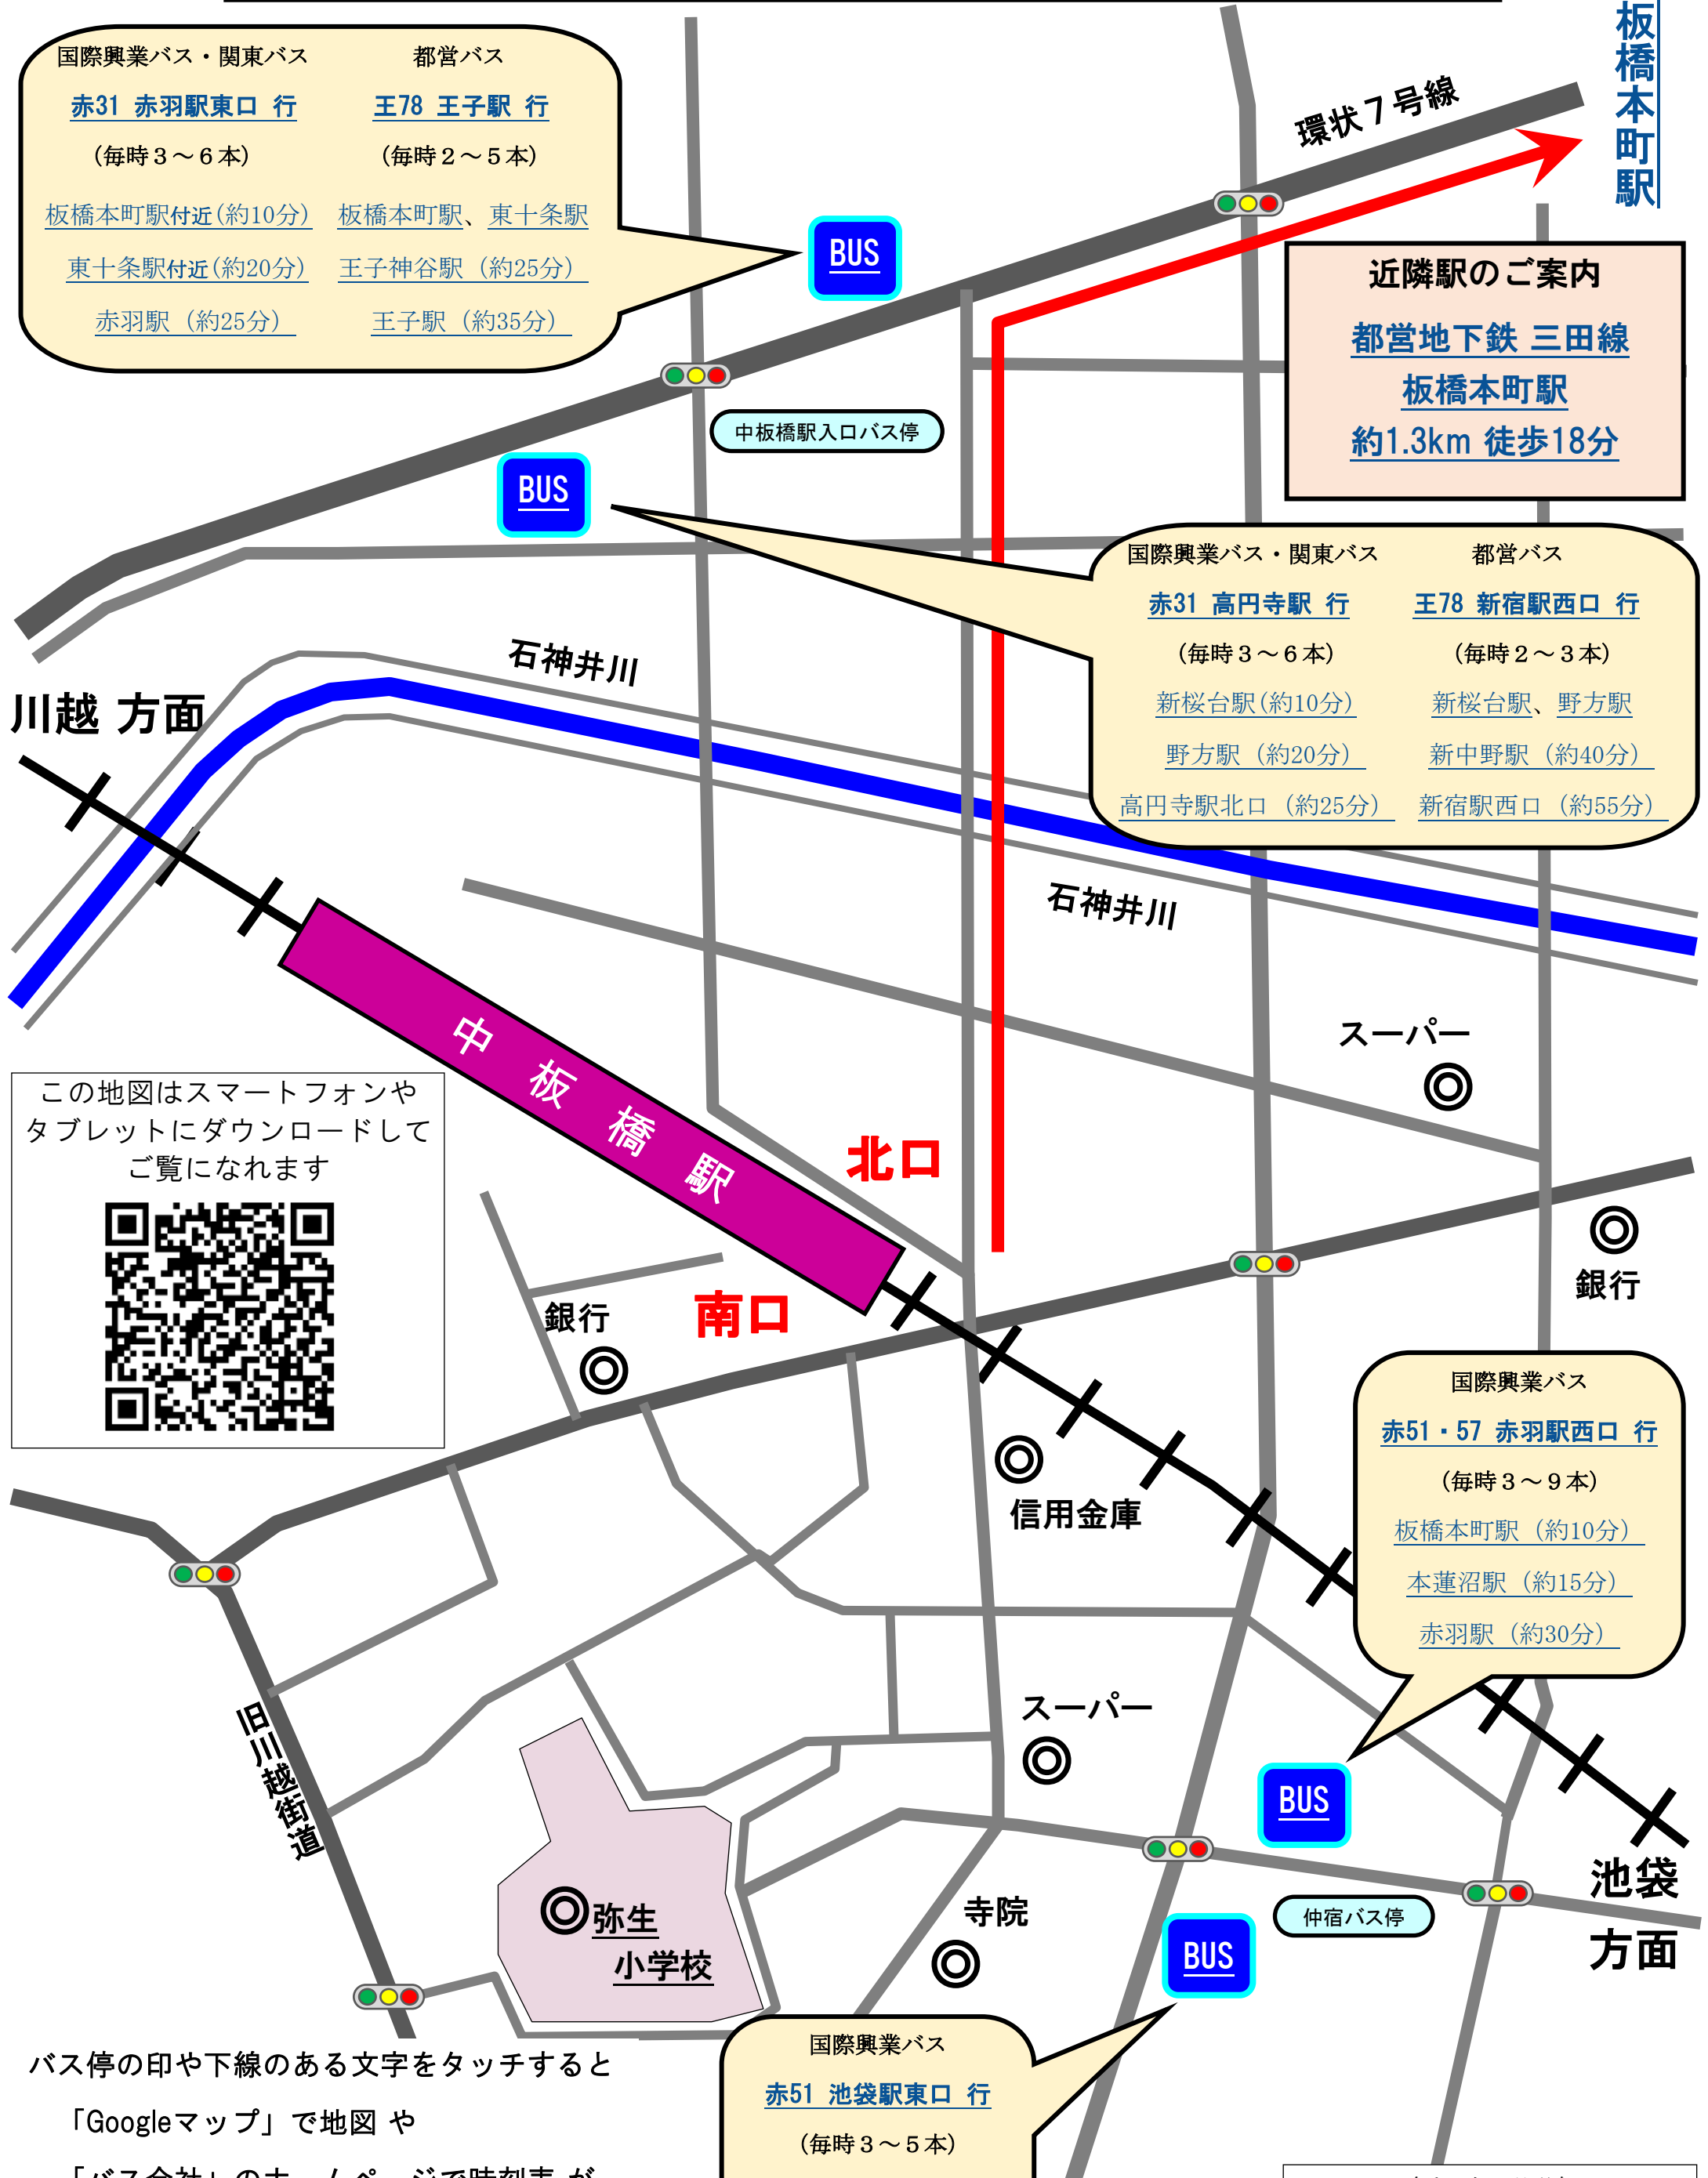 国際興業バス・関東バス
赤31 赤羽駅東口 行
（毎時３～６本）
板橋本町駅付近(約10分)
東十条駅付近(約20分)
赤羽駅（約25分）
都営バス
王78 王子駅 行
（毎時２～５本）
板橋本町駅、東十条駅
王子神谷駅（約25分）
王子駅（約35分）
BUS
環状７号線
板橋本町駅
近隣駅のご案内
都営地下鉄 三田線
板橋本町駅
約1.3km 徒歩18分
中板橋駅入口バス停
BUS
国際興業バス・関東バス
赤31 高円寺駅 行
（毎時３～６本）
新桜台駅(約10分)
野方駅（約20分）
高円寺駅北口（約25分）
都営バス
王78 新宿駅西口 行
（毎時２～３本）
新桜台駅、野方駅
新中野駅（約40分）
新宿駅西口（約55分）
石神井川
川越 方面
石神井川
中板橋駅
スーパー
この地図はスマートフォンや
タブレットにダウンロードして
ご覧になれます
北口
南口
銀行
銀行
信用金庫
国際興業バス
赤51・57 赤羽駅西口 行
（毎時３～９本）
板橋本町駅（約10分）
本蓮沼駅（約15分）
赤羽駅（約30分）
旧川越街道
スーパー
BUS
池袋
方面
仲宿バス停
弥生
小学校
寺院
BUS
国際興業バス
赤51 池袋駅東口 行
（毎時３～５本）
バス停の印や下線のある文字をタッチすると
「Googleマップ」で地図 や
「バス会社」のホームページで時刻表 が